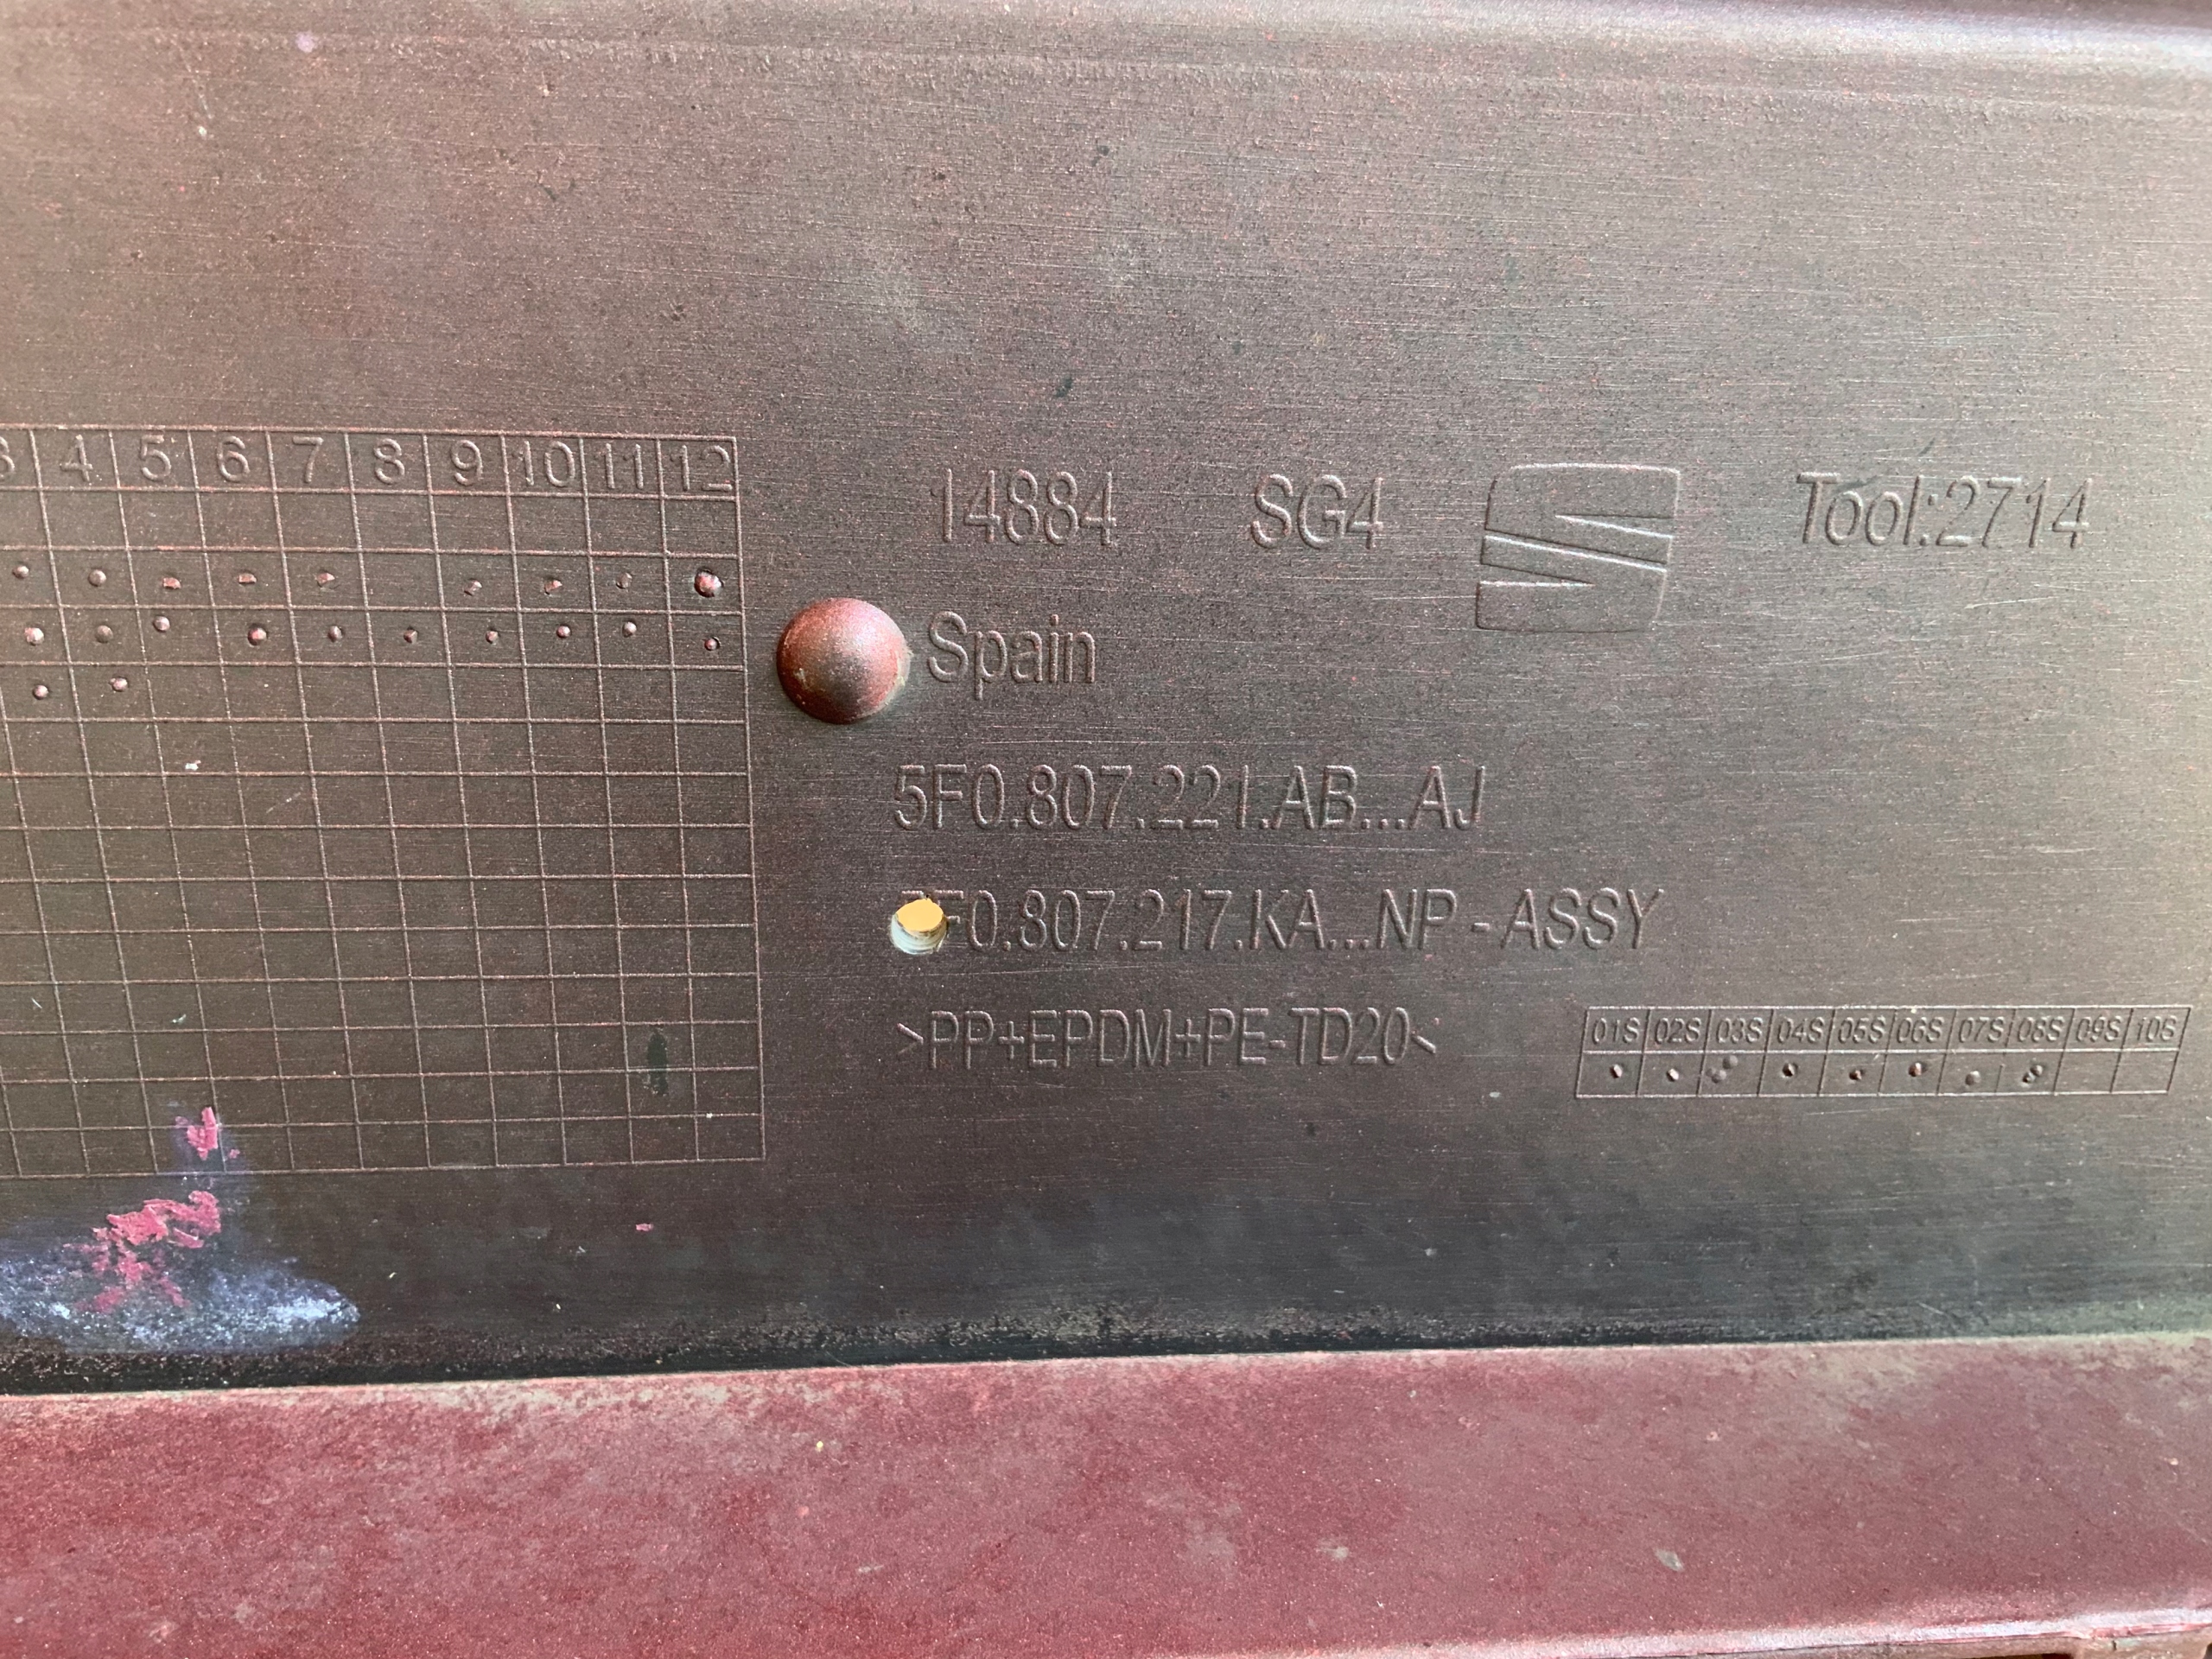 3 4 5 6 7 8 9 10 11 12
14884 SG4 Tool:2714
Spain
5F0.807.221.AB...AJ
F0.807.217.KA...NP - ASSY
>PP+EPDM+PE-TD20<
01S 02S 03S 04S 05S 06S 07S 08S 09S 10S